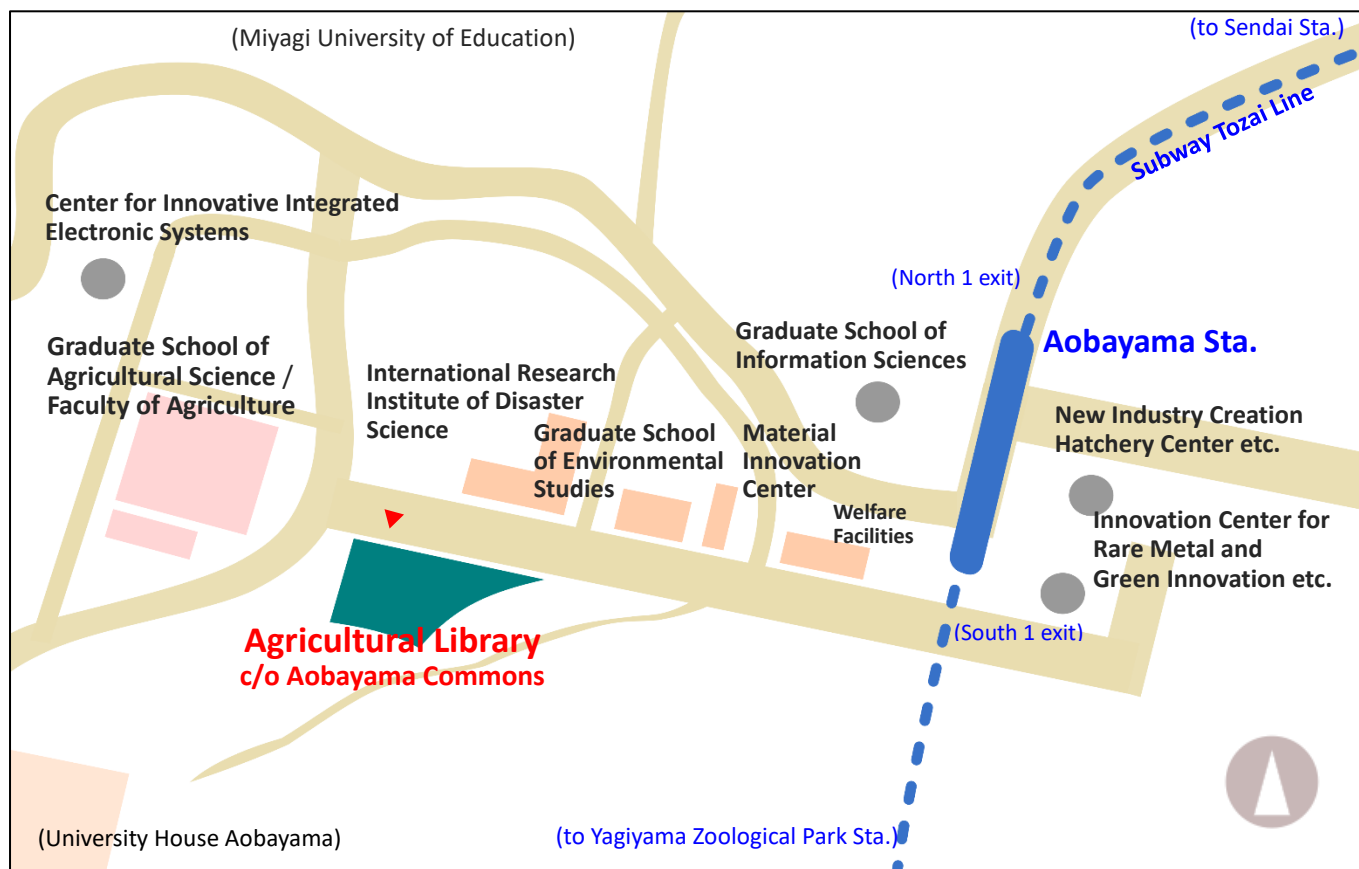 (Miyagi University of Education)
(to Sendai Sta.)
Subway Tozai Line
Center for Innovative Integrated
Electronic Systems
(North 1 exit)
Aobayama Sta.
Graduate School of
Information Sciences
Graduate School of
Agricultural Science /
Faculty of Agriculture
International Research
Institute of Disaster
Science
Graduate School
of Environmental
Studies
Material
Innovation
Center
New Industry Creation
Hatchery Center etc.
Welfare
Facilities
Innovation Center for
Rare Metal and
Green Innovation etc.
(South 1 exit)
Agricultural Library
c/o Aobayama Commons
(University House Aobayama)
(to Yagiyama Zoological Park Sta.)